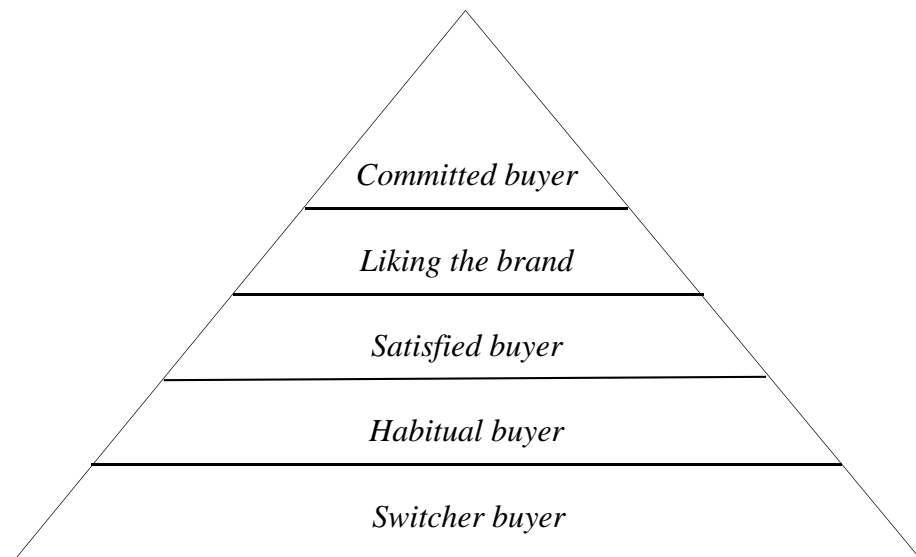 Committed buyer
Liking the brand
Satisfied buyer
Habitual buyer
Switcher buyer